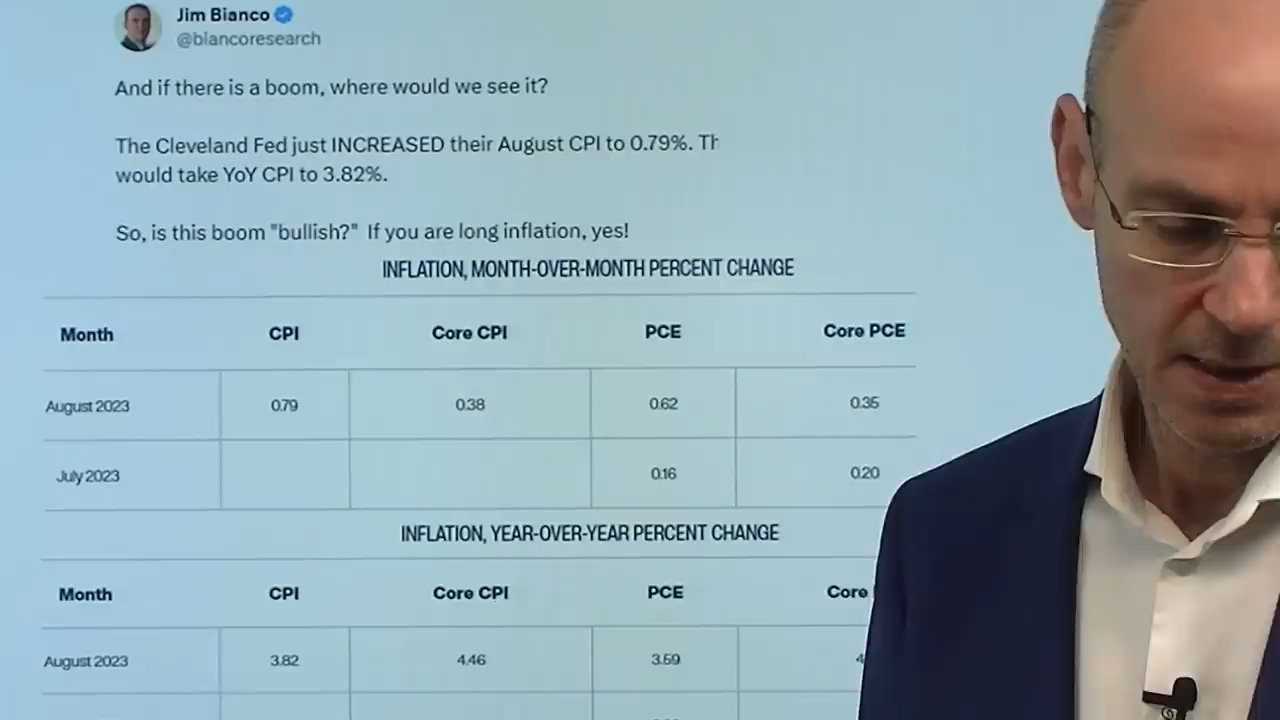 Jim Bianco
@biancoresearch
And if there is a boom, where would we see it?
The Cleveland Fed just INCREASED their August CPI to 0.79%.
would take YoY CPI to 3.82%.
So, is this boom "bullish?" If you are long inflation, yes!
INFLATION, MONTH-OVER-MONTH PERCENT CHANGE
Month CPI Core CPI PCE Core PCE
August 2023 0.79 0.38 0.62 0.35
July 2023 0.16 0.20
INFLATION, YEAR-OVER-YEAR PERCENT CHANGE
Month CPI Core CPI PCE Core
August 2023 3.82 4.46 3.59